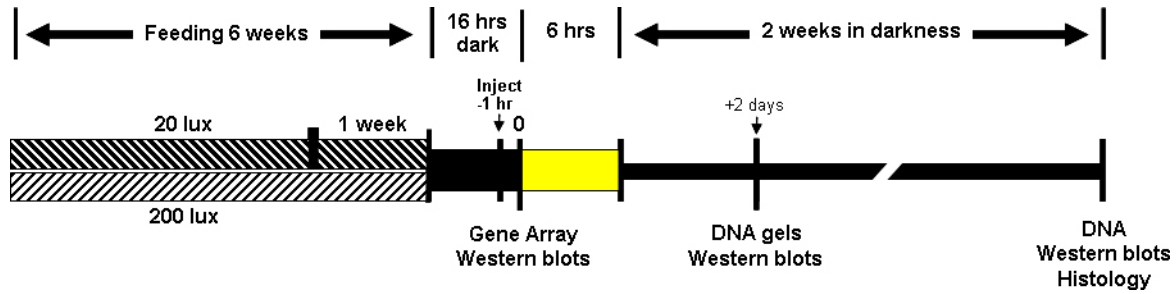 Feeding 6 weeks
16 hrs
dark
6 hrs
2 weeks in darkness
Inject
-1 hr
0
+2 days
20 lux
1 week
200 lux
Gene Array
Western blots
DNA gels
Western blots
DNA
Western blots
Histology